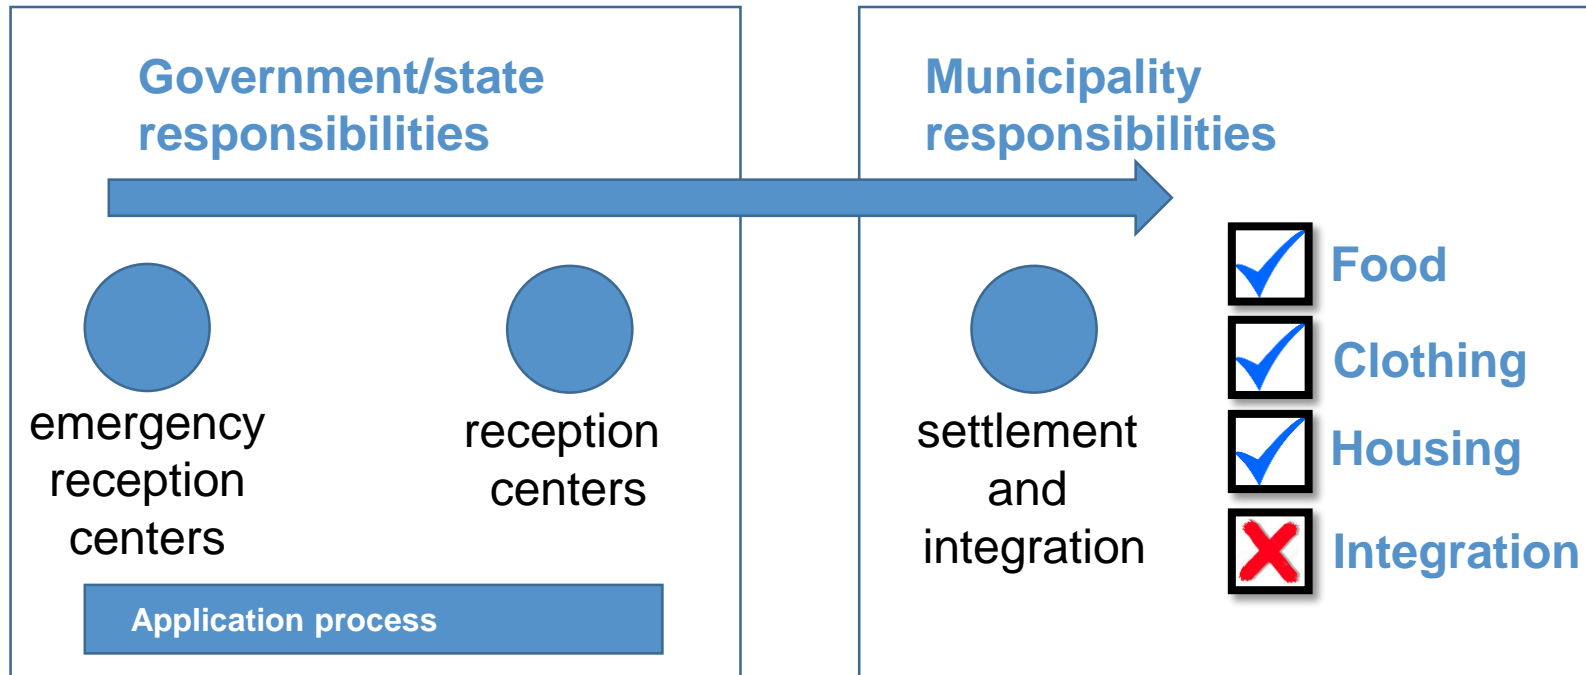 Government/state
responsibilities
emergency
reception
centers
reception
centers
Application process
Municipality
responsibilities
settlement
and
integration
Food
Clothing
Housing
Integration